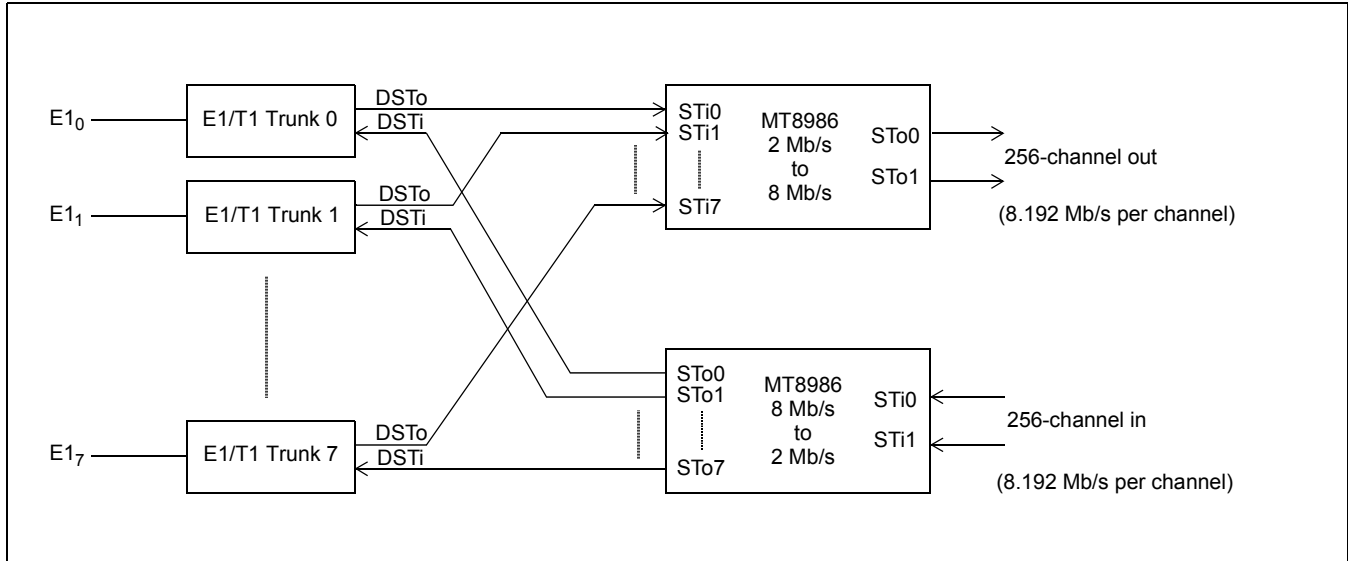 E1₀
E1/T1 Trunk 0
DSTo
DSTi
E1₁
E1/T1 Trunk 1
DSTo
DSTi
E1₇
E1/T1 Trunk 7
DSTo
DSTi
STi0
STi1
STi7
MT8986
2 Mb/s
to
8 Mb/s
STo0
STo1
256-channel out
(8.192 Mb/s per channel)
STo0
STo1
STo7
MT8986
8 Mb/s
to
2 Mb/s
STi0
STi1
256-channel in
(8.192 Mb/s per channel)